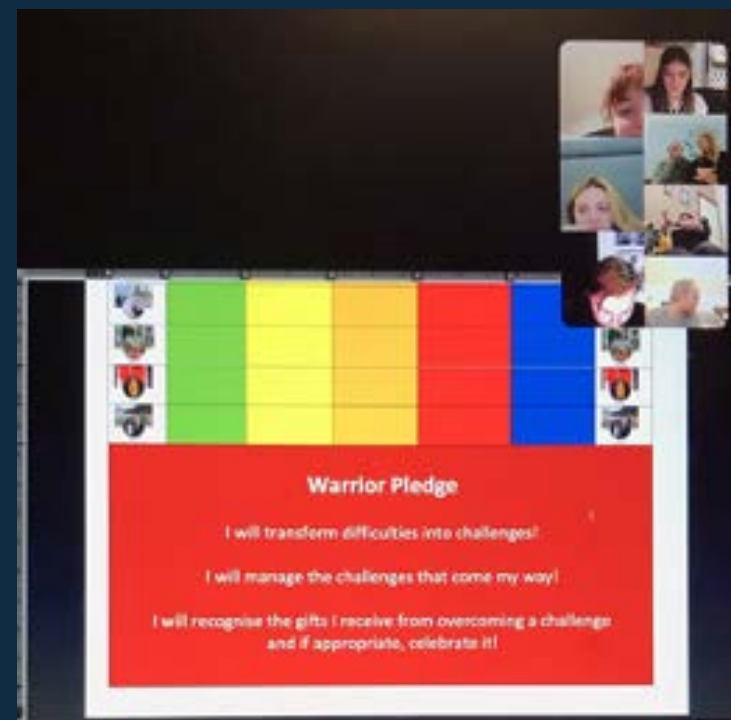 Warrior Pledge
I will transform difficulties into challenges!
I will manage the challenges that come my way!
I will recognise the gifts I receive from overcoming a challenge
and if appropriate, celebrate it!